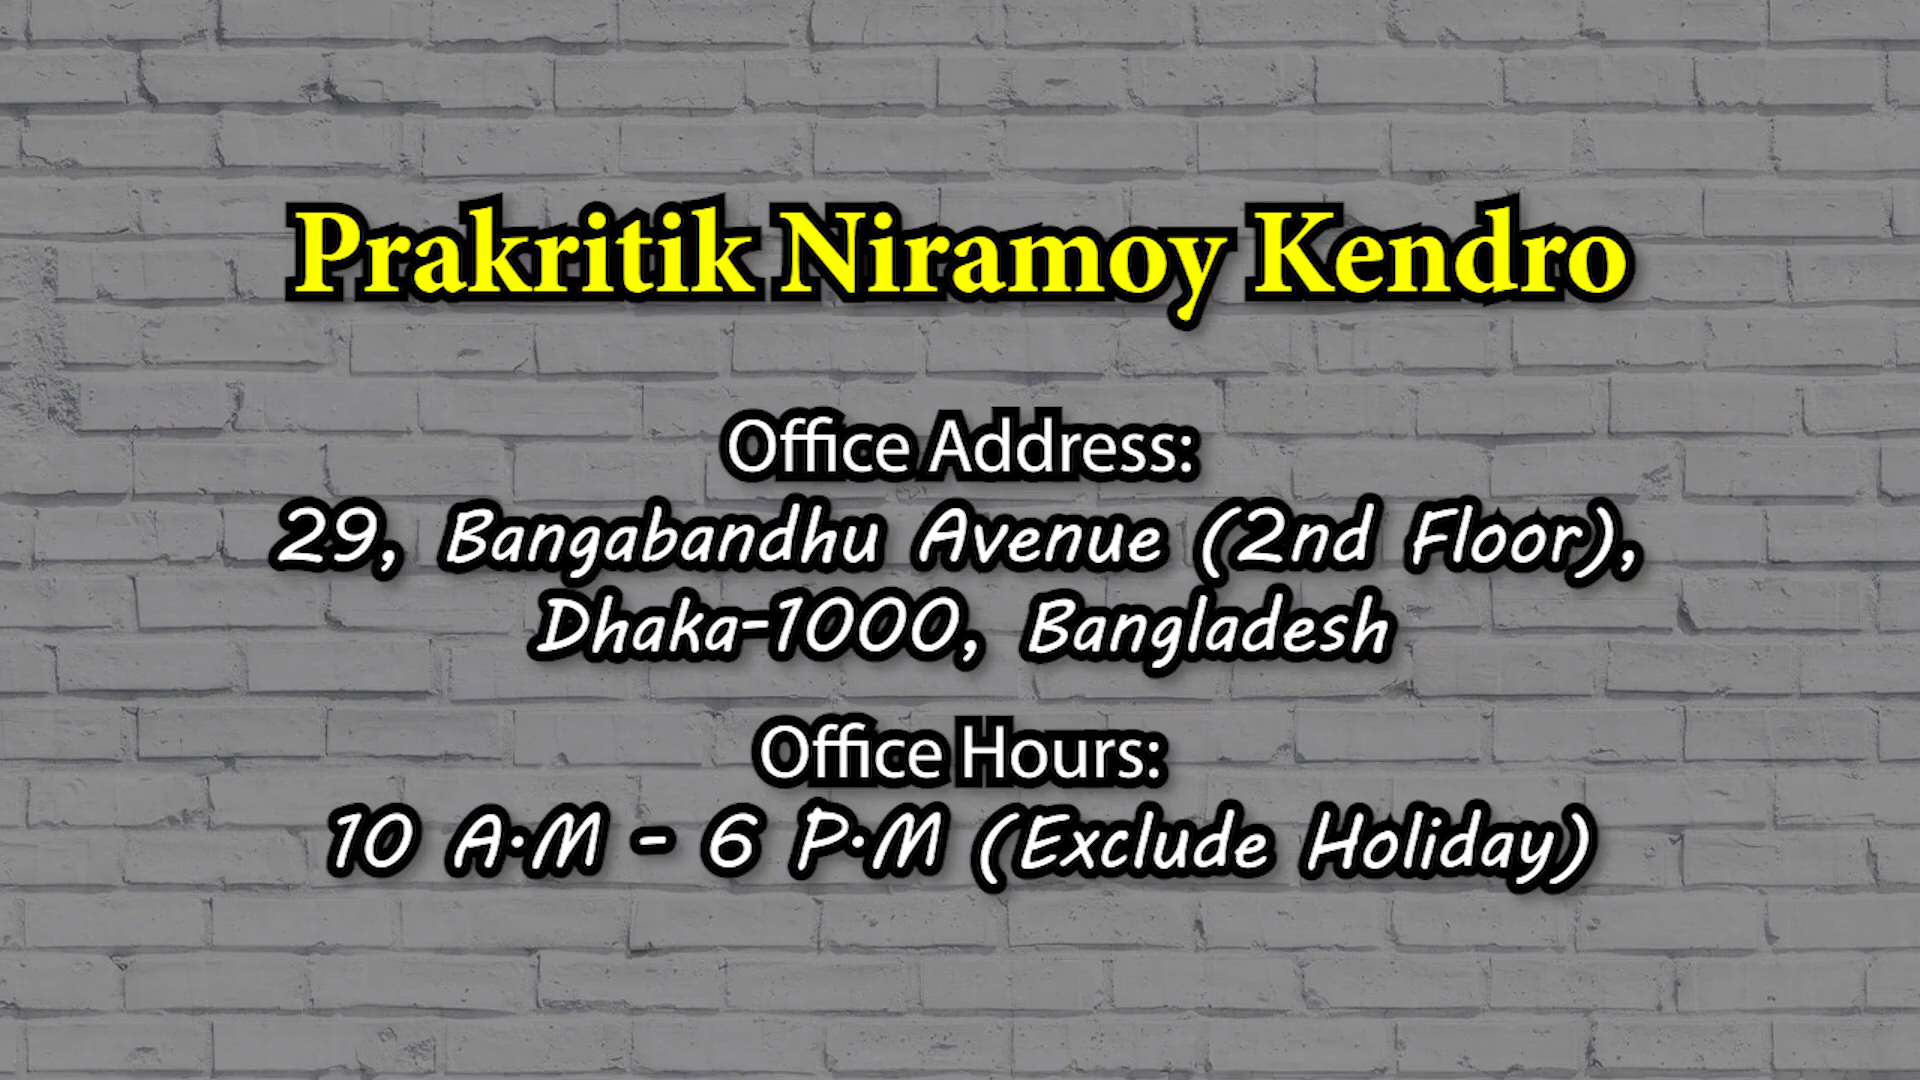 Prakritik Niramoy Kendro
Office Address:
29, Bangabandhu Avenue (2nd Floor),
Dhaka-1000, Bangladesh
Office Hours:
10 A.M - 6 P.M (Exclude Holiday)